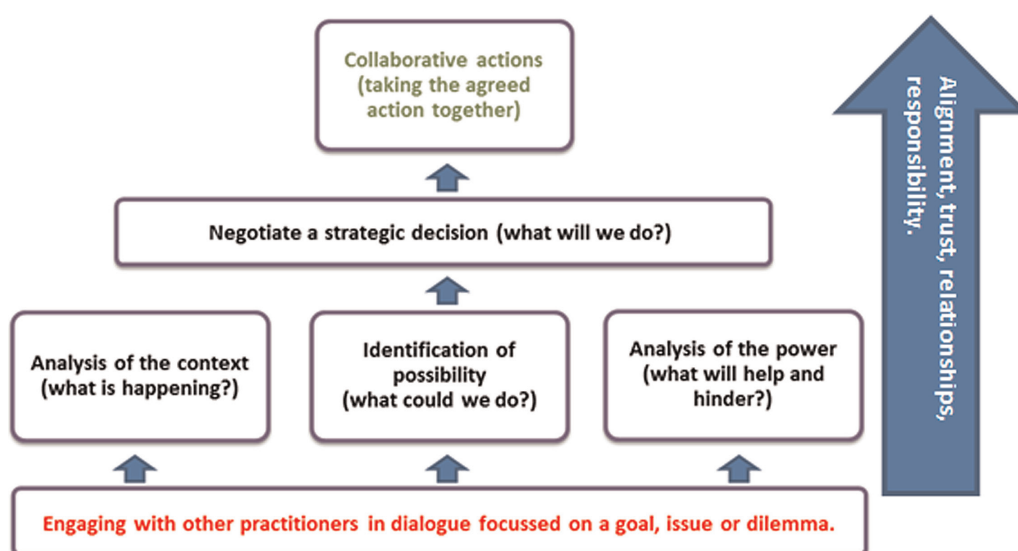 Collaborative actions
(taking the agreed
action together)
Negotiate a strategic decision (what will we do?)
Analysis of the context
(what is happening?)
Identification of
possibility
(what could we do?)
Analysis of the power
(what will help and
hinder?)
Engaging with other practitioners in dialogue focussed on a goal, issue or dilemma.
Alignment, trust, relationships,
responsibility.